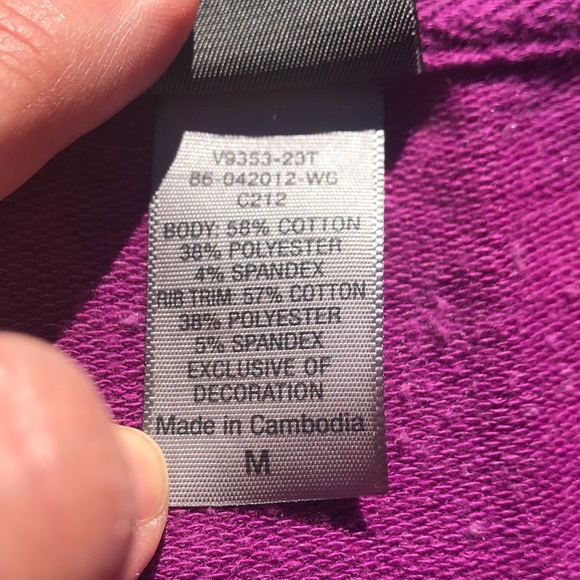 V9353-23T
86-042012-WG
C212
BODY: 58% COTTON
38% POLYESTER
4% SPANDEX
RIB TRIM: 57% COTTON
38% POLYESTER
5% SPANDEX
EXCLUSIVE OF
DECORATION
Made in Cambodia
M